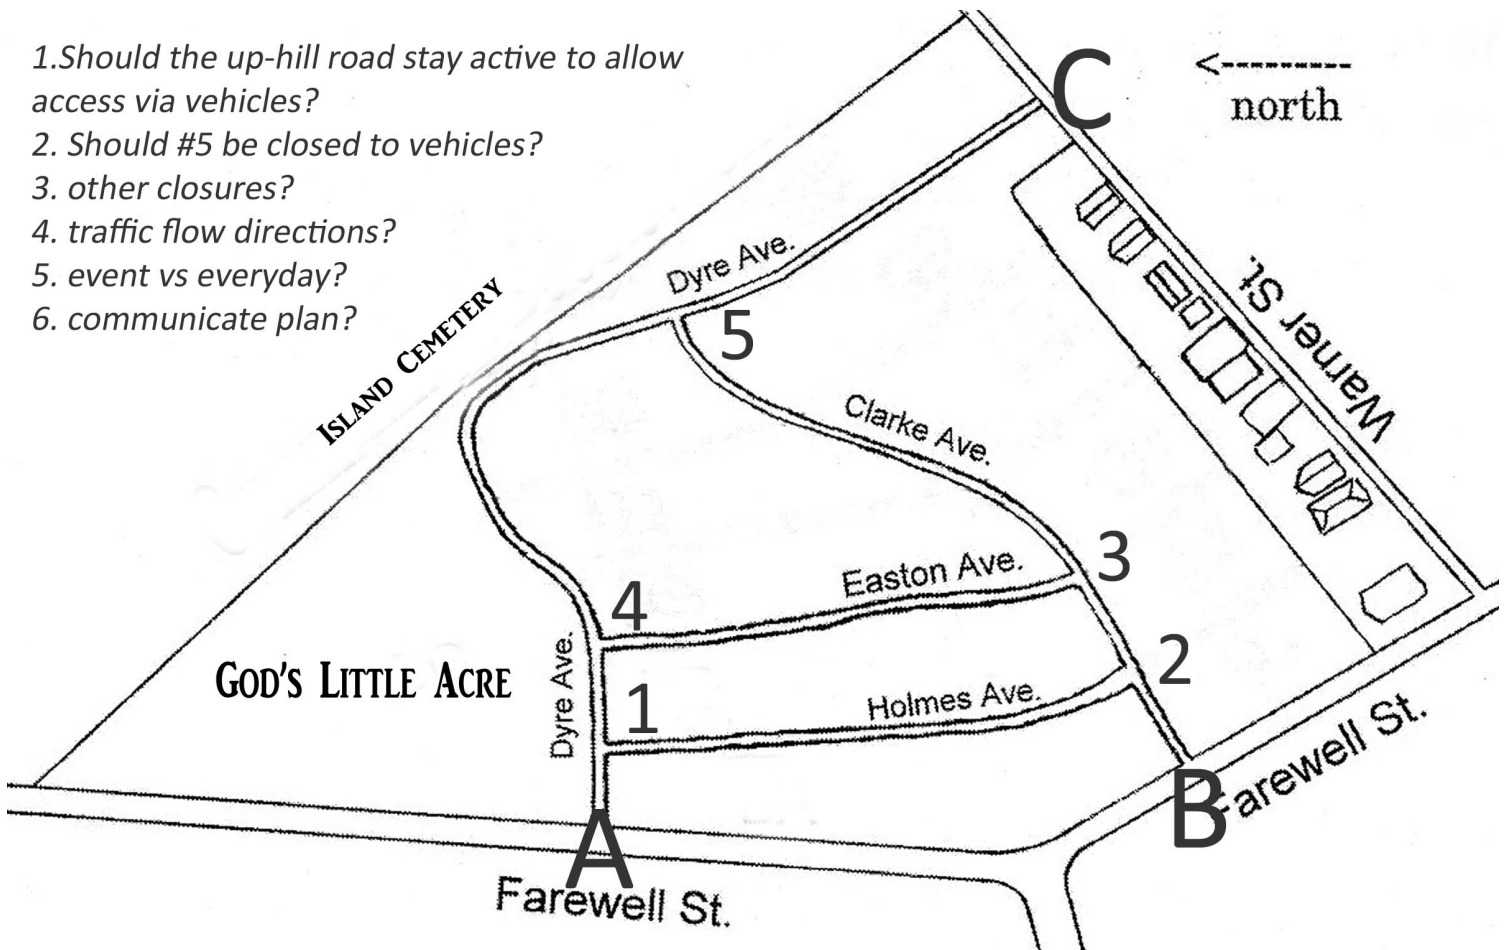 1.Should the up-hill road stay active to allow
access via vehicles?
2. Should #5 be closed to vehicles?
3. other closures?
4. traffic flow directions?
5. event vs everyday?
6. communicate plan?
C
<---------
north
Dyre Ave.
Island Cemetery
5
Warner St.
Clarke Ave.
3
Easton Ave.
4
2
God's Little Acre
Dyre Ave.
1
Holmes Ave.
B
Farewell St.
A
Farewell St.